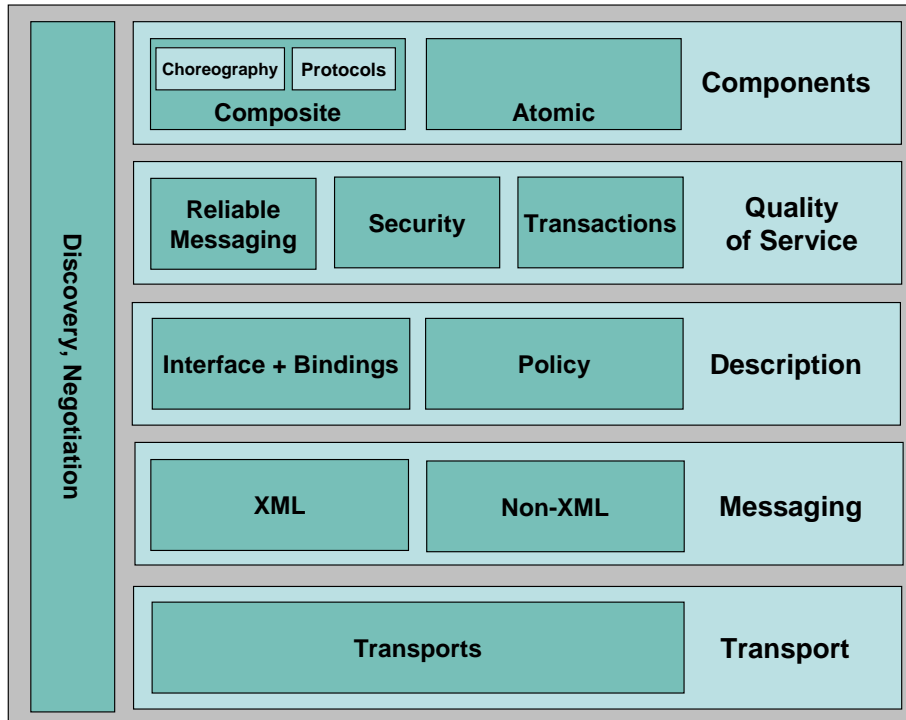 Discovery, Negotiation
Choreography
Protocols
Composite
Atomic
Components
Reliable
Messaging
Security
Transactions
Quality
of Service
Interface + Bindings
Policy
Description
XML
Non-XML
Messaging
Transports
Transport